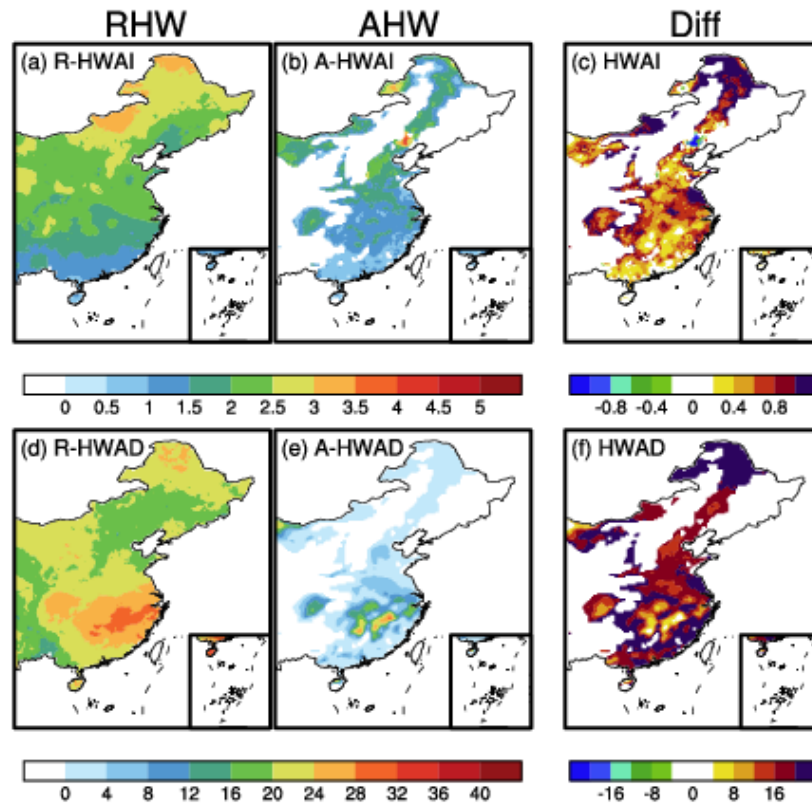 RHW AHW Diff
(a) R-HWAI (b) A-HWAI (c) HWAI
0 0.5 1 1.5 2 2.5 3 3.5 4 4.5 5 -0.8 -0.4 0 0.4 0.8
(d) R-HWAD (e) A-HWAD (f) HWAD
0 4 8 12 16 20 24 28 32 36 40 -16 -8 0 8 16